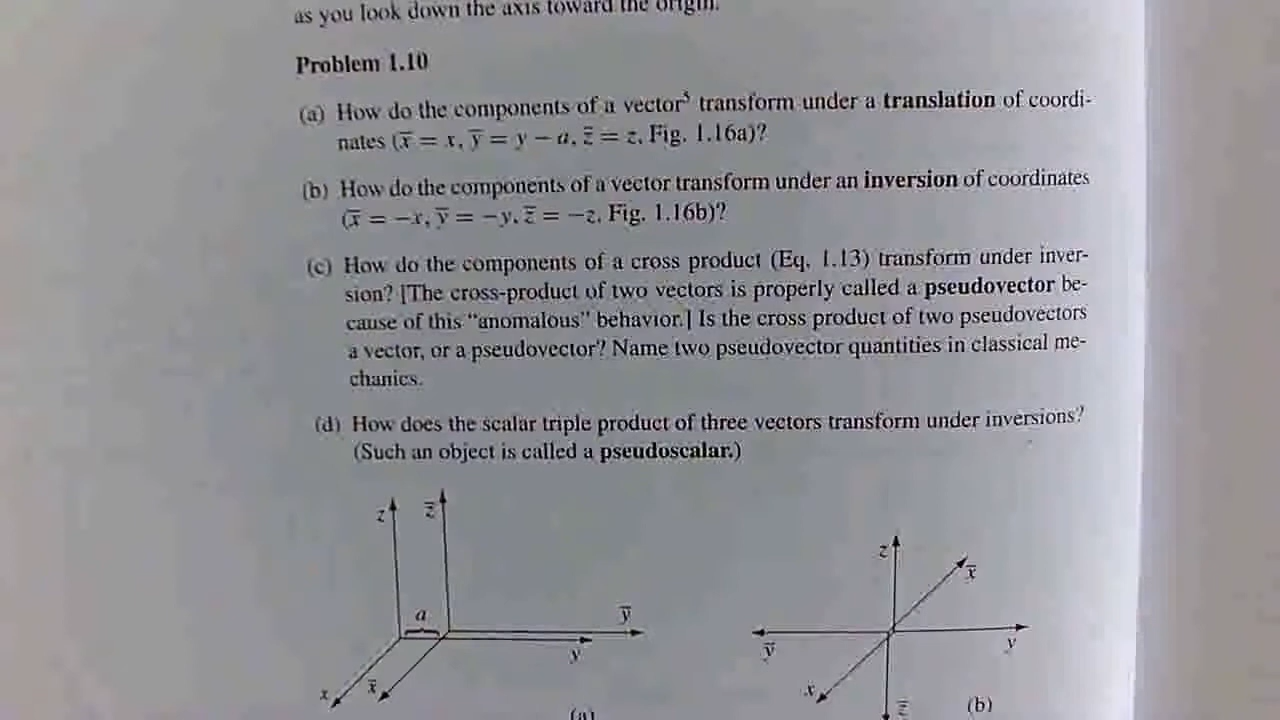 as you look down the axis toward the origin.
Problem 1.10
(a) How do the components of a vector⁵ transform under a translation of coordi-
nates (x̅ = x, y̅ = y − a, z̅ = z, Fig. 1.16a)?
(b) How do the components of a vector transform under an inversion of coordinates
(x̅ = −x, y̅ = −y, z̅ = −z, Fig. 1.16b)?
(c) How do the components of a cross product (Eq. 1.13) transform under inver-
sion? [The cross-product of two vectors is properly called a pseudovector be-
cause of this “anomalous” behavior.] Is the cross product of two pseudovectors
a vector, or a pseudovector? Name two pseudovector quantities in classical me-
chanics.
(d) How does the scalar triple product of three vectors transform under inversions?
(Such an object is called a pseudoscalar.)
z z̅
a
y̅
y
x x̅
(a)
z
x̅
y̅
y
x
z̅
(b)